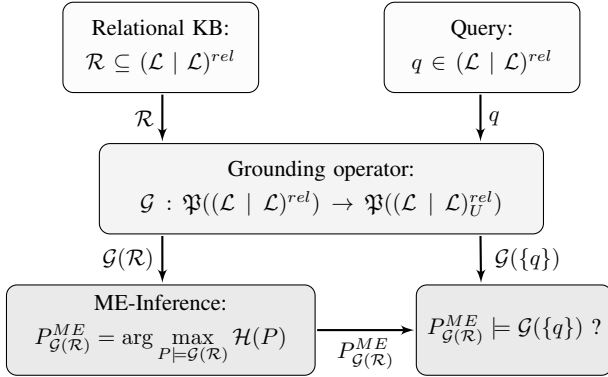 Relational KB:
ℛ ⊆ (ℒ | ℒ)^{rel}
Query:
q ∈ (ℒ | ℒ)^{rel}
ℛ
q
Grounding operator:
𝒢 : 𝔓((ℒ | ℒ)^{rel}) → 𝔓((ℒ | ℒ)_U^{rel})
𝒢(ℛ)
𝒢({q})
ME-Inference:
P_{𝒢(ℛ)}^{ME} = arg max_{P⊨𝒢(ℛ)} ℋ(P)
P_{𝒢(ℛ)}^{ME}
P_{𝒢(ℛ)}^{ME} ⊨ 𝒢({q}) ?